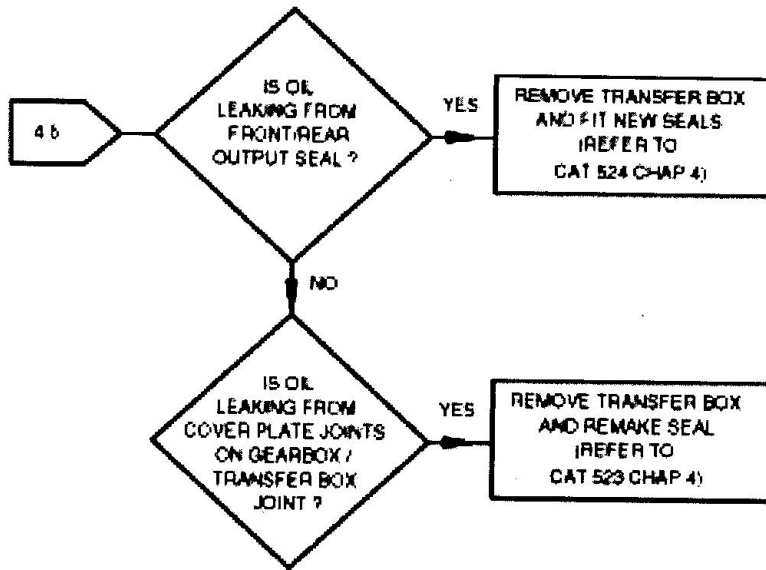 4 6
IS OIL
LEAKING FROM
FRONT/REAR
OUTPUT SEAL ?
YES
REMOVE TRANSFER BOX
AND FIT NEW SEALS
(REFER TO
CAT 524 CHAP 4)
NO
IS OIL
LEAKING FROM
COVER PLATE JOINTS
ON GEARBOX /
TRANSFER BOX
JOINT ?
YES
REMOVE TRANSFER BOX
AND REMAKE SEAL
(REFER TO
CAT 523 CHAP 4)